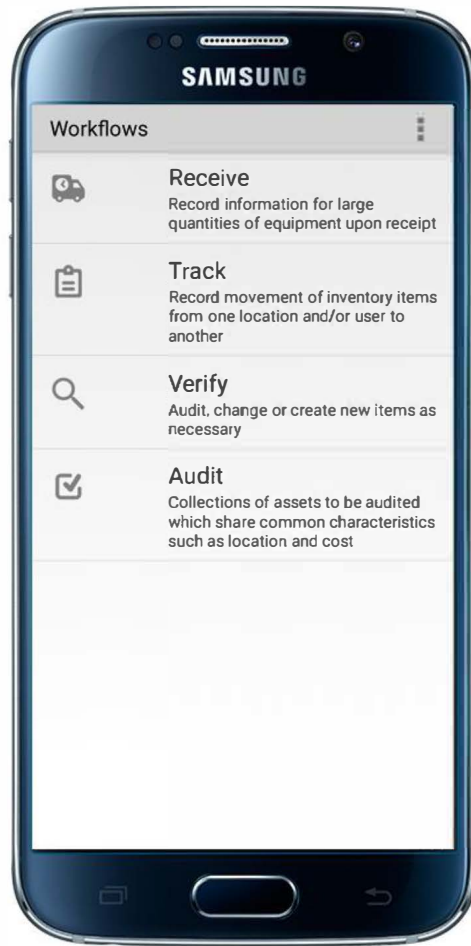 SAMSUNG
Workflows
Receive
Record information for large
quantities of equipment upon receipt
Track
Record movement of inventory items
from one location and/or user to
another
Verify
Audit, change or create new items as
necessary
Audit
Collections of assets to be audited
which share common characteristics
such as location and cost